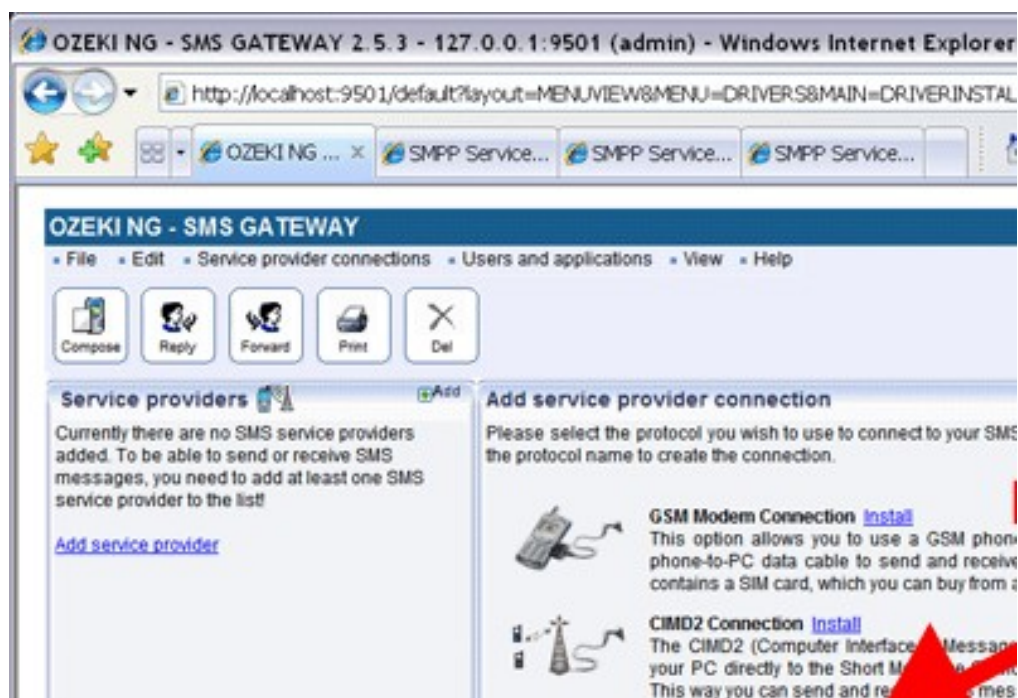 OZEKI NG - SMS GATEWAY 2.5.3 - 127.0.0.1:9501 (admin) - Windows Internet Explorer
http://localhost:9501/default?layout=MENUVIEW&MENU=DRIVERS&MAIN=DRIVERINSTAL
OZEKI NG ... SMPP Service... SMPP Service... SMPP Service...
OZEKI NG - SMS GATEWAY
File Edit Service provider connections Users and applications View Help
Compose Reply Forward Print Del
Service providers Add
Currently there are no SMS service providers
added. To be able to send or receive SMS
messages, you need to add at least one SMS
service provider to the list!
Add service provider
Add service provider connection
Please select the protocol you wish to use to connect to your SMS
the protocol name to create the connection.
GSM Modem Connection Install
This option allows you to use a GSM phon
phone-to-PC data cable to send and receive
contains a SIM card, which you can buy from a
CIMD2 Connection Install
The CIMD2 (Computer Interface Message
your PC directly to the Short
This way you can send and mes